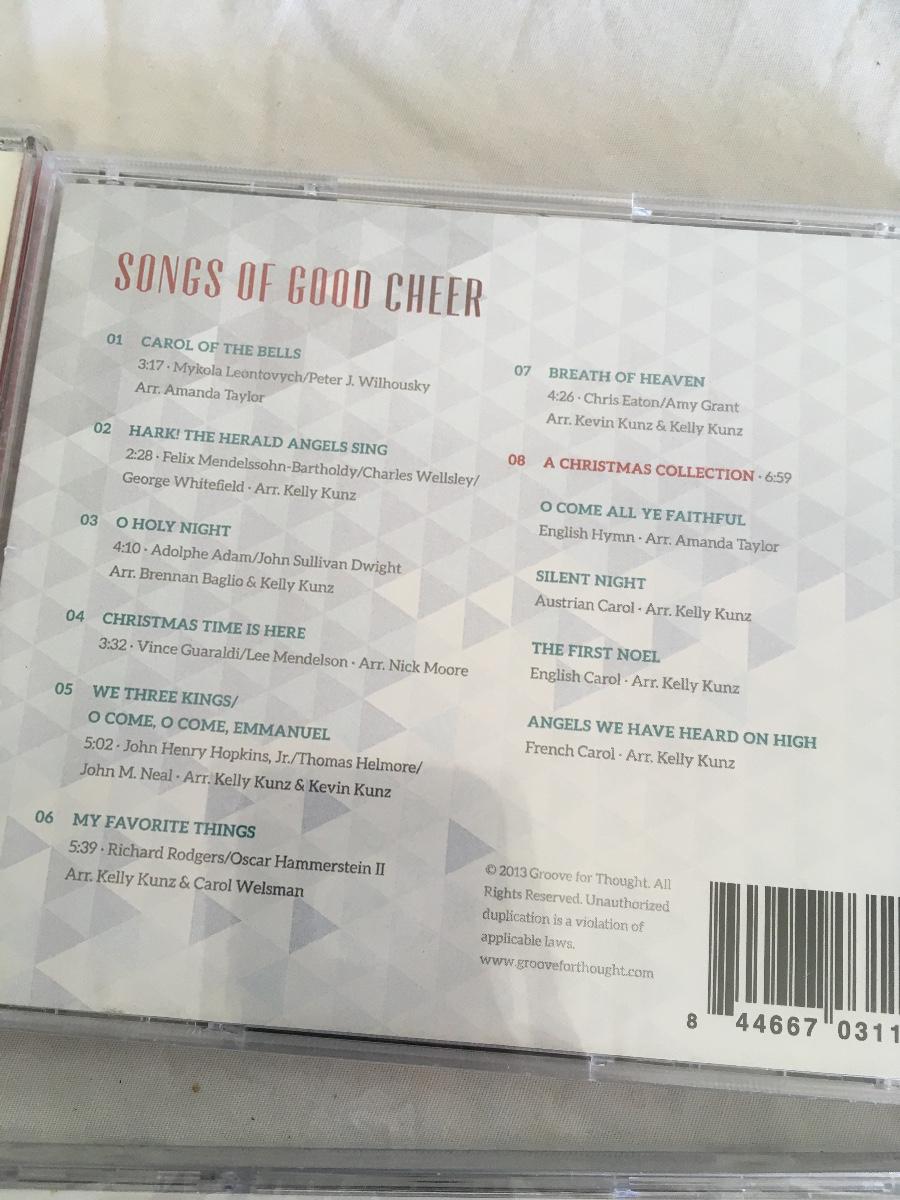 SONGS OF GOOD CHEER
01 CAROL OF THE BELLS
3:17 · Mykola Leontovych/Peter J. Wilhousky
Arr. Amanda Taylor
02 HARK! THE HERALD ANGELS SING
2:28 · Felix Mendelssohn-Bartholdy/Charles Wellsley/
George Whitefield · Arr. Kelly Kunz
03 O HOLY NIGHT
4:10 · Adolphe Adam/John Sullivan Dwight
Arr. Brennan Baglio & Kelly Kunz
04 CHRISTMAS TIME IS HERE
3:32 · Vince Guaraldi/Lee Mendelson · Arr. Nick Moore
05 WE THREE KINGS/
O COME, O COME, EMMANUEL
5:02 · John Henry Hopkins, Jr./Thomas Helmore/
John M. Neal · Arr. Kelly Kunz & Kevin Kunz
06 MY FAVORITE THINGS
5:39 · Richard Rodgers/Oscar Hammerstein II
Arr. Kelly Kunz & Carol Welsman
07 BREATH OF HEAVEN
4:26 · Chris Eaton/Amy Grant
Arr. Kevin Kunz & Kelly Kunz
08 A CHRISTMAS COLLECTION · 6:59
O COME ALL YE FAITHFUL
English Hymn · Arr. Amanda Taylor
SILENT NIGHT
Austrian Carol · Arr. Kelly Kunz
THE FIRST NOEL
English Carol · Arr. Kelly Kunz
ANGELS WE HAVE HEARD ON HIGH
French Carol · Arr. Kelly Kunz
© 2013 Groove for Thought. All
Rights Reserved. Unauthorized
duplication is a violation of
applicable laws.
www.grooveforthought.com
8 44667 0311